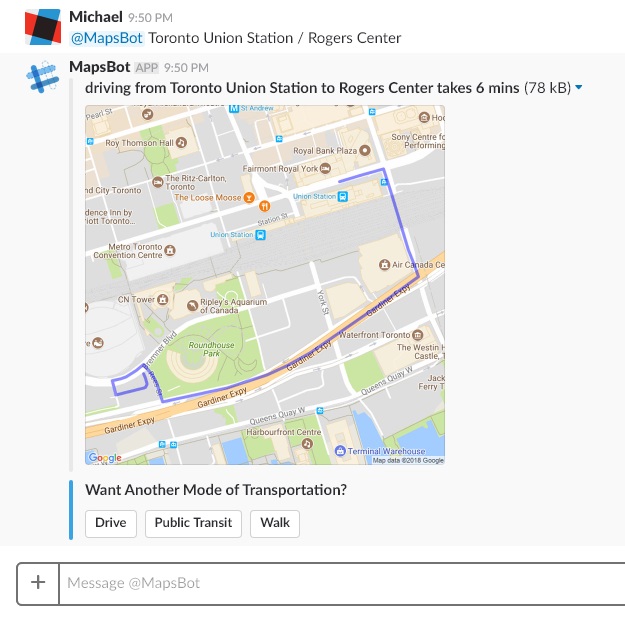 Michael 9:50 PM
@MapsBot Toronto Union Station / Rogers Center
MapsBot APP 9:50 PM
driving from Toronto Union Station to Rogers Center takes 6 mins (78 kB)
Pearl St
St Andrew
Roy Thomson Hall
Sony Centre fo
Performing
Royal Bank Plaza
Fairmont Royal York
The Ritz-Carlton,
Toronto
nd City Toronto
The Loose Moose
Union Station
dence Inn by
iott Toronto...
Station St
Union Station
Metro Toronto
Convention Centre
Air Canada Ce
CN Tower
Ripley's Aquarium
of Canada
York St
Gardiner Expy
Bremner Blvd
Roundhouse
Park
Waterfront Toronto
The Westin H
Castle, T
Gardiner Expy
Queens Quay W
Jack
Ferry T
Gardiner Expy
Queens Quay W
Gardiner Expy
Harbourfront Centre
Terminal Warehouse
Google
Map data ©2018 Google
Want Another Mode of Transportation?
Drive
Public Transit
Walk
+ Message @MapsBot